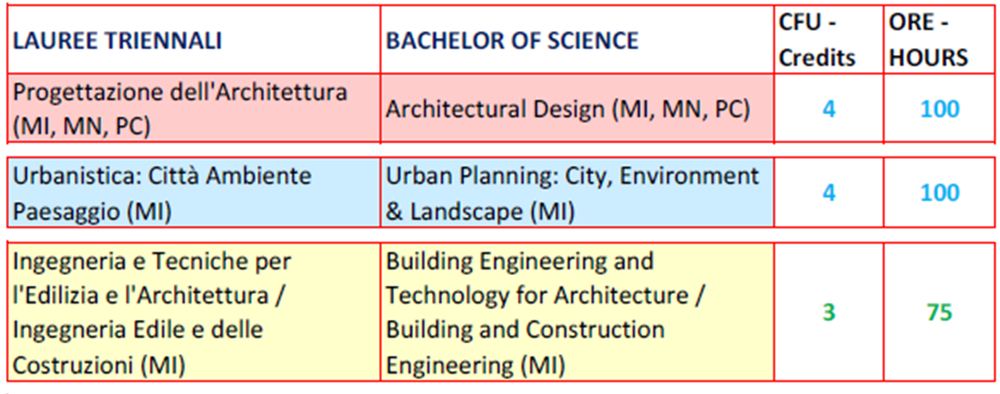 LAUREE TRIENNALI
BACHELOR OF SCIENCE
CFU -
Credits
ORE -
HOURS
Progettazione dell'Architettura
(MI, MN, PC)
Architectural Design (MI, MN, PC)
4
100
Urbanistica: Città Ambiente
Paesaggio (MI)
Urban Planning: City, Environment
& Landscape (MI)
4
100
Ingegneria e Tecniche per
l'Edilizia e l'Architettura /
Ingegneria Edile e delle
Costruzioni (MI)
Building Engineering and
Technology for Architecture /
Building and Construction
Engineering (MI)
3
75